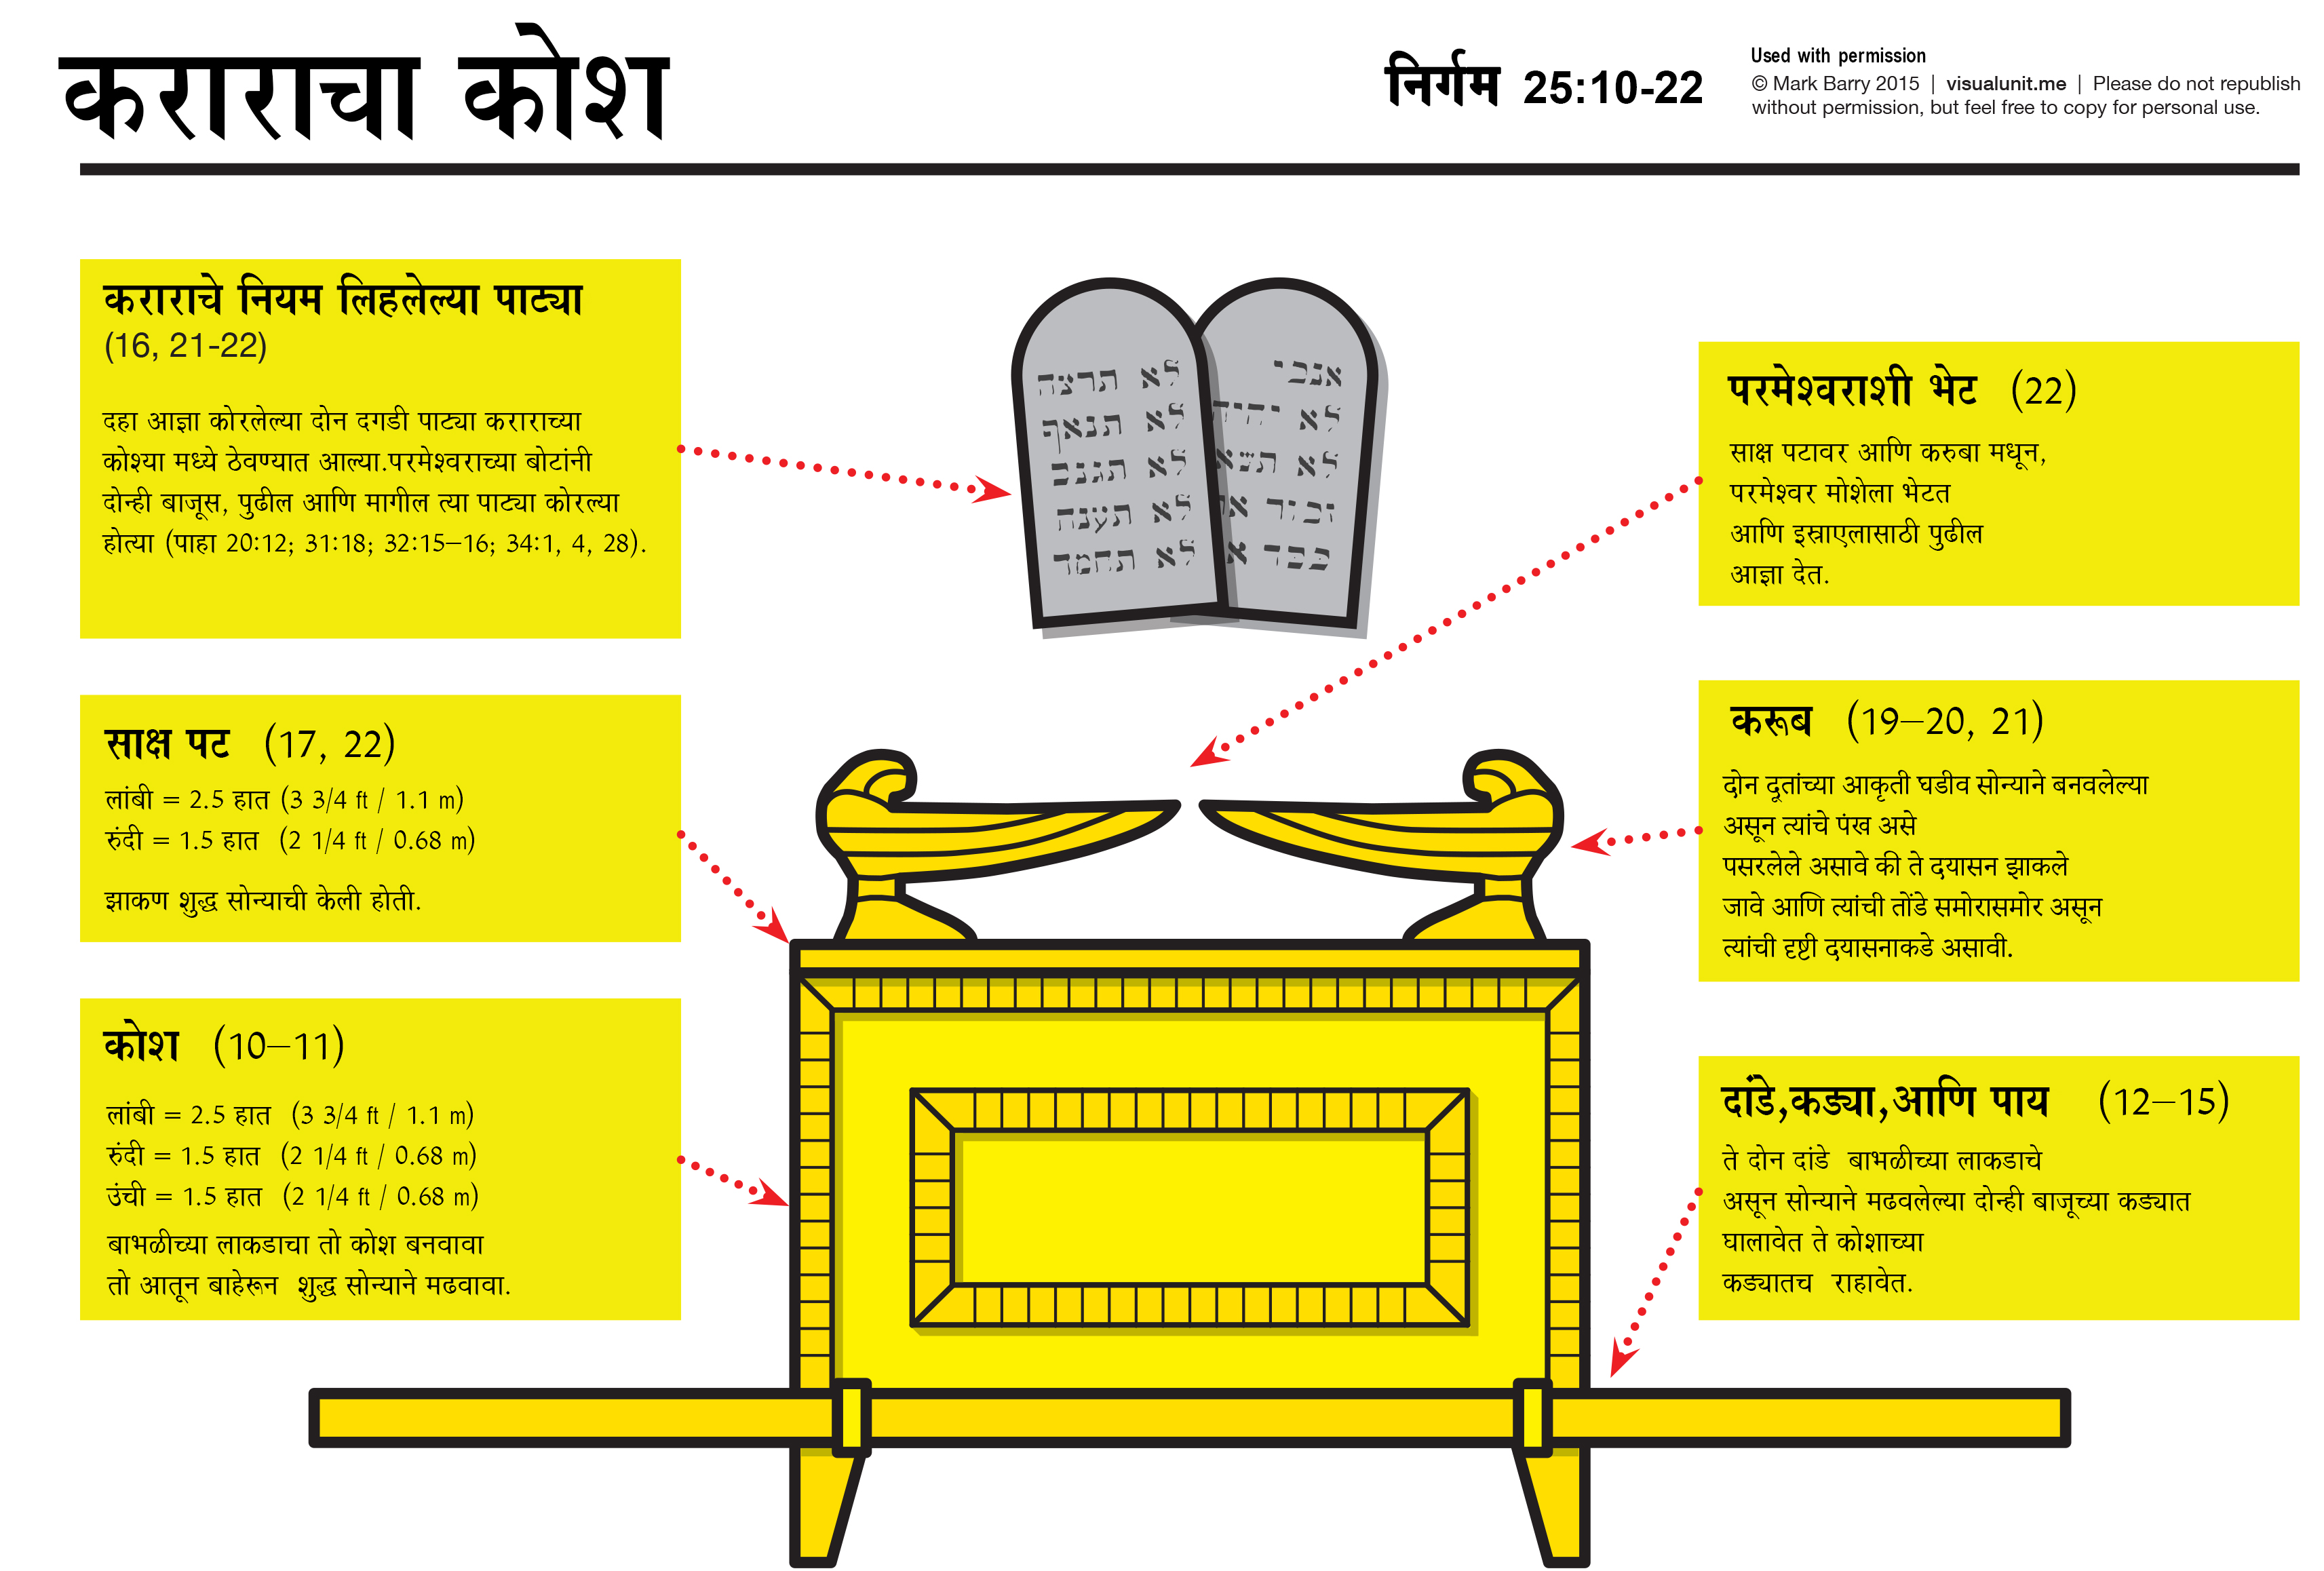 कराराचा कोश
निर्गम 25:10-22
Used with permission
© Mark Barry 2015 | visualunit.me | Please do not republish
without permission, but feel free to copy for personal use.
कराराचे नियम लिहलेल्या पाट्या
(16, 21-22)
दहा आज्ञा कोरलेल्या दोन दगडी पाट्या कराराच्या
कोश्या मध्ये ठेवण्यात आल्या.परमेश्वराच्या बोटांनी
दोन्ही बाजूस, पुढील आणि मागील त्या पाट्या कोरल्या
होत्या (पाहा 20:12; 31:18; 32:15–16; 34:1, 4, 28).
לא תרצח
לא תנאף
לא תגנב
לא תענה
לא תחמד
אנכי
לא יהיה
לא תשא
זכור א
כבד א
परमेश्वराशी भेट (22)
साक्ष पटावर आणि करुबा मधून,
परमेश्वर मोशेला भेटत
आणि इस्राएलासाठी पुढील
आज्ञा देत.
साक्ष पट (17, 22)
लांबी = 2.5 हात (3 3/4 ft / 1.1 m)
रुंदी = 1.5 हात (2 1/4 ft / 0.68 m)
झाकण शुद्ध सोन्याची केली होती.
करूब (19–20, 21)
दोन दूतांच्या आकृती घडीव सोन्याने बनवलेल्या
असून त्यांचे पंख असे
पसरलेले असावे की ते दयासन झाकले
जावे आणि त्यांची तोंडे समोरासमोर असून
त्यांची दृष्टी दयासनाकडे असावी.
कोश (10–11)
लांबी = 2.5 हात (3 3/4 ft / 1.1 m)
रुंदी = 1.5 हात (2 1/4 ft / 0.68 m)
उंची = 1.5 हात (2 1/4 ft / 0.68 m)
बाभळीच्या लाकडाचा तो कोश बनवावा
तो आतून बाहेरून शुद्ध सोन्याने मढवावा.
दांडे,कड्या,आणि पाय (12–15)
ते दोन दांडे बाभळीच्या लाकडाचे
असून सोन्याने मढवलेल्या दोन्ही बाजूच्या कड्यात
घालावेत ते कोशाच्या
कड्यातच राहावेत.